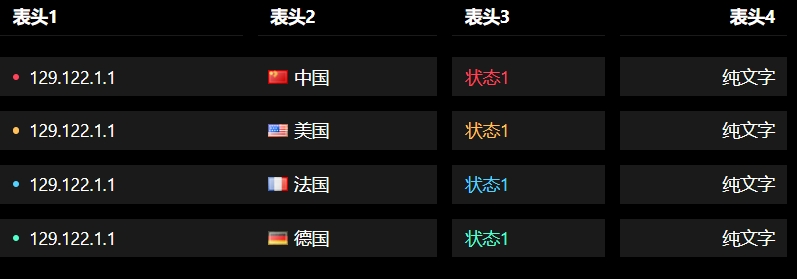 表头1 表头2 表头3 表头4
129.122.1.1 中国 状态1 纯文字
129.122.1.1 美国 状态1 纯文字
129.122.1.1 法国 状态1 纯文字
129.122.1.1 德国 状态1 纯文字